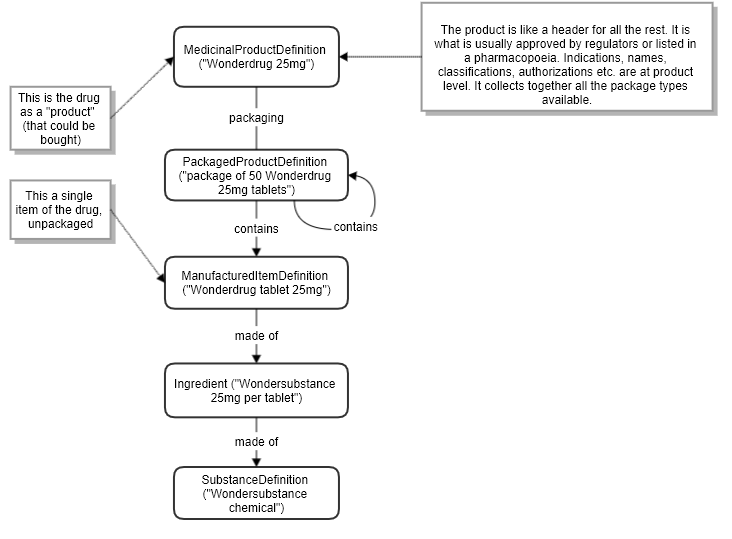 The product is like a header for all the rest. It is
what is usually approved by regulators or listed in
a pharmacopoeia. Indications, names,
classifications, authorizations etc. are at product
level. It collects together all the package types
available.
MedicinalProductDefinition
("Wonderdrug 25mg")
This is the drug
as a "product"
(that could be
bought)
packaging
PackagedProductDefinition
("package of 50 Wonderdrug
25mg tablets")
This a single
item of the drug,
unpackaged
contains
contains
ManufacturedItemDefinition
("Wonderdrug tablet 25mg")
made of
Ingredient ("Wondersubstance
25mg per tablet")
made of
SubstanceDefinition
("Wondersubstance
chemical")